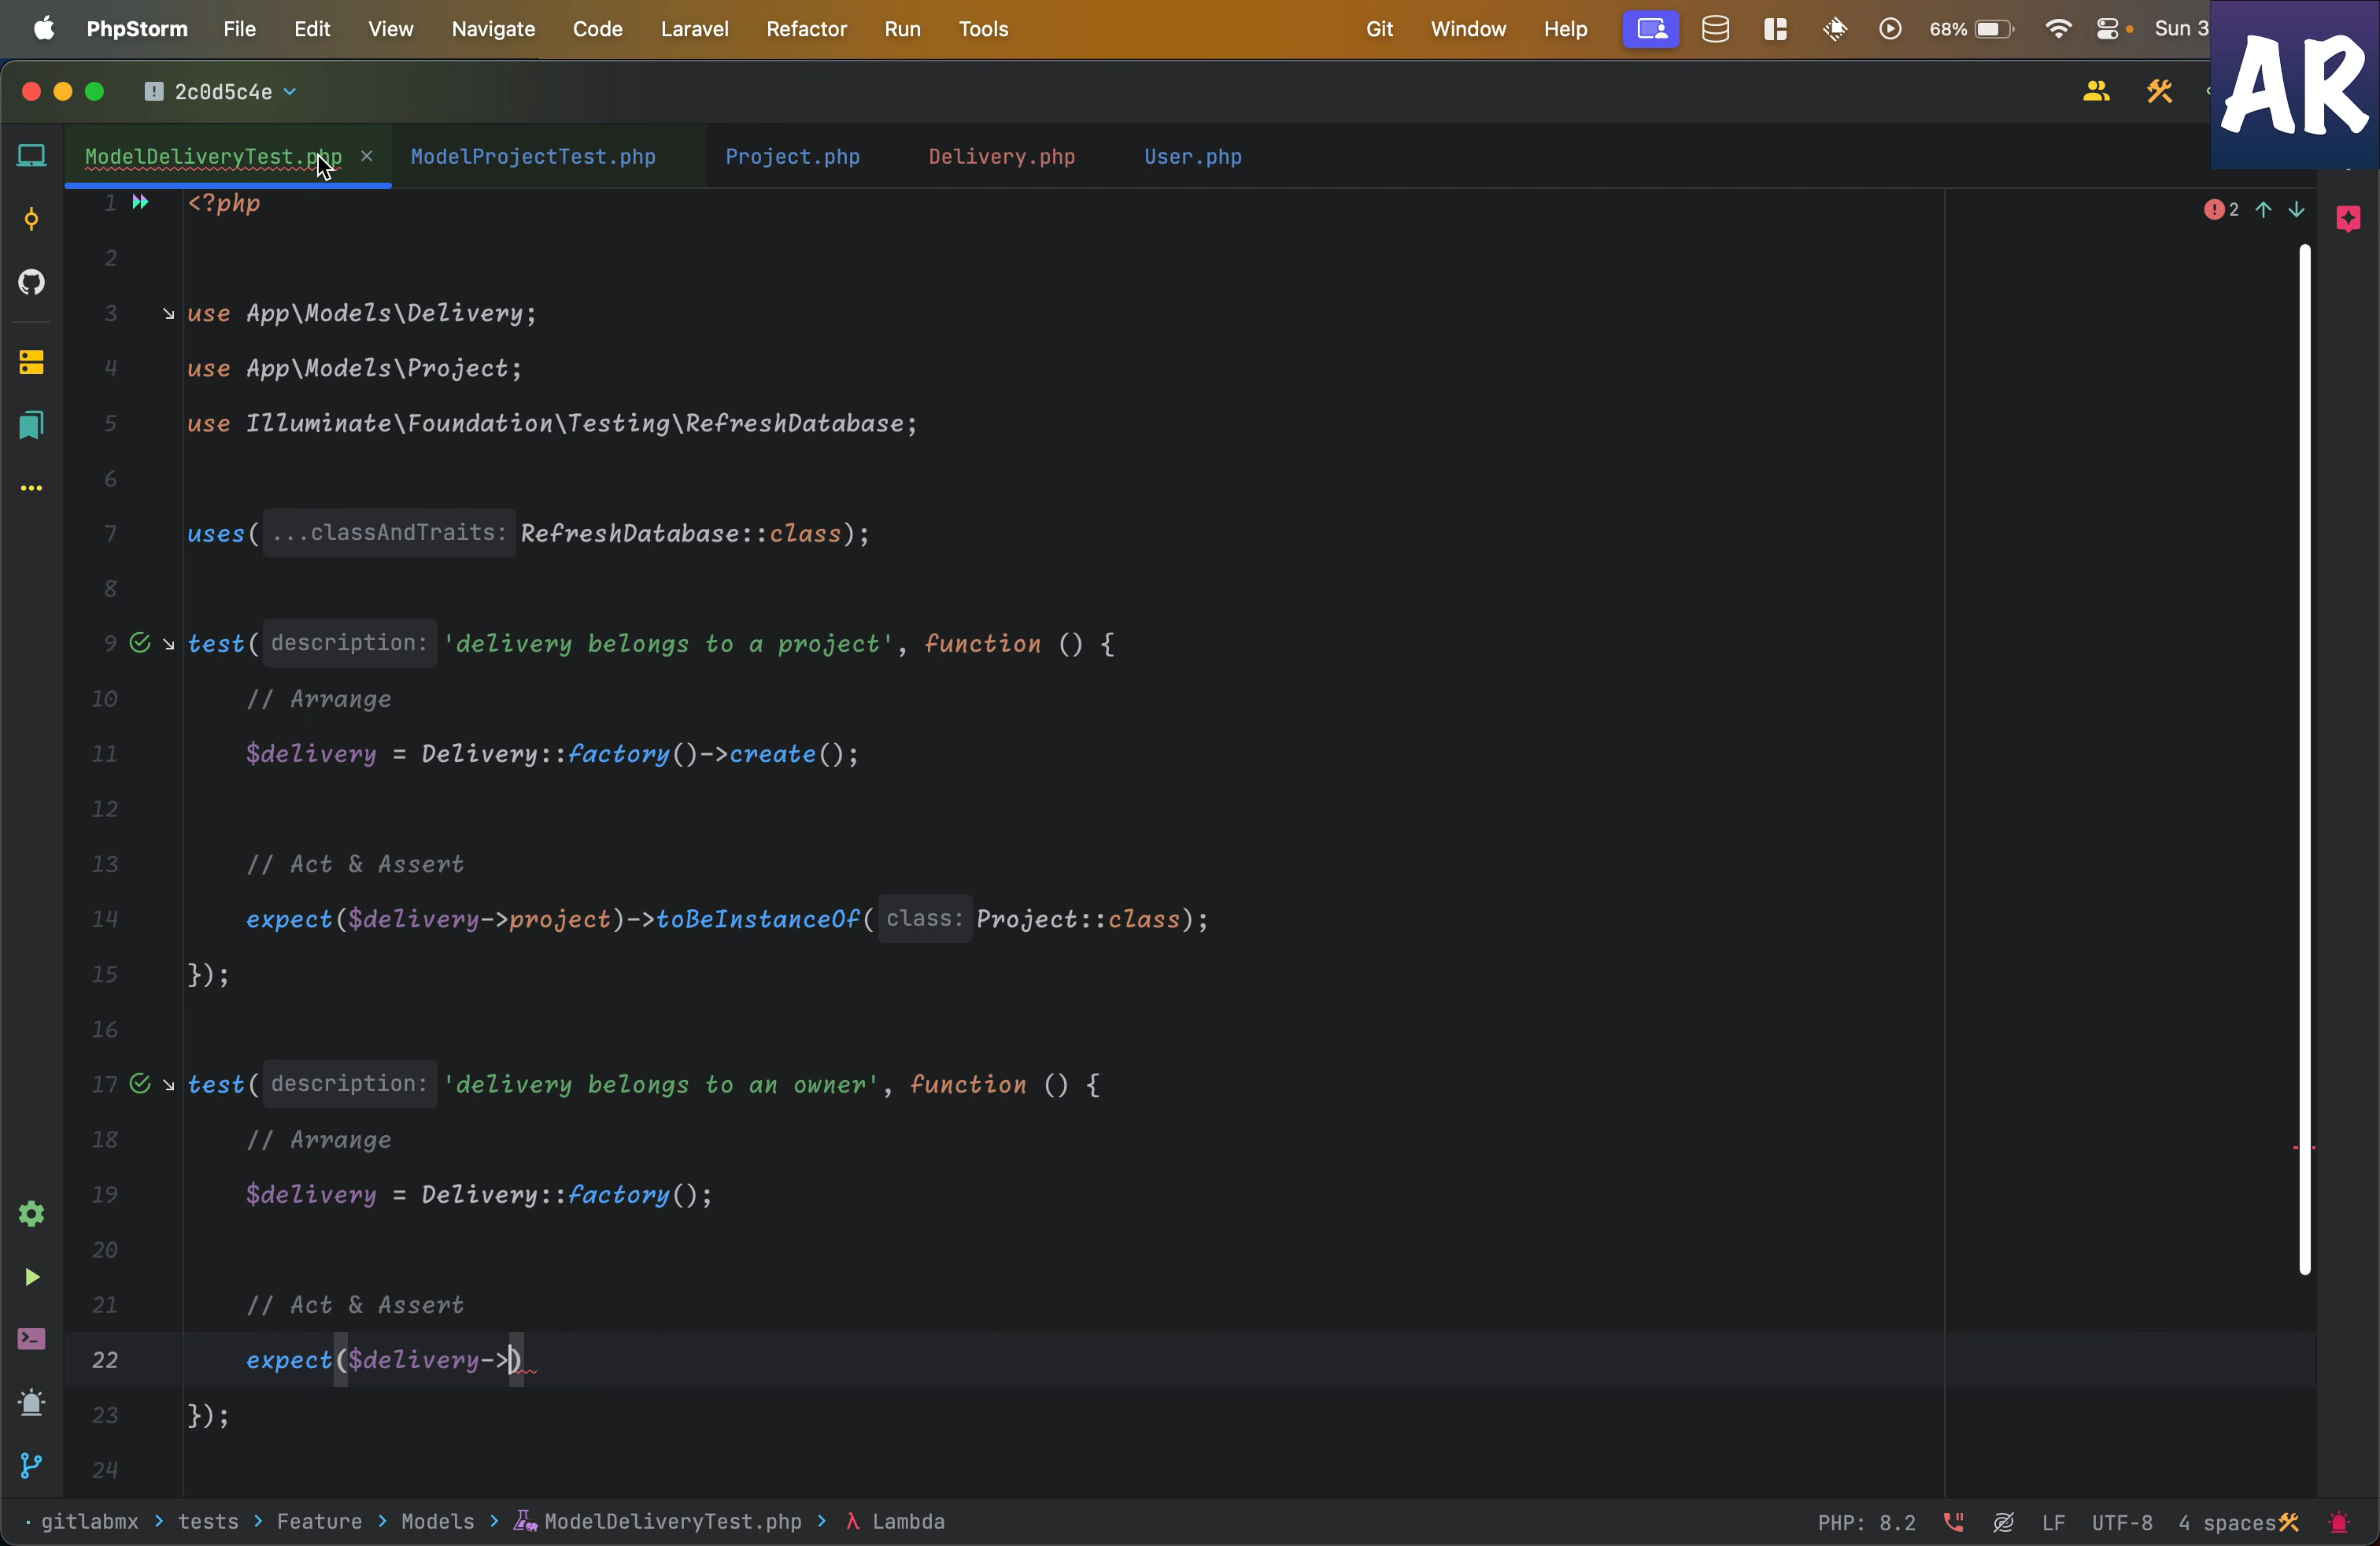 PhpStorm File Edit View Navigate Code Laravel Refactor Run Tools Git Window Help 68% Sun 3
AR
2c0d5c4e
ModelDeliveryTest.php ModelProjectTest.php Project.php Delivery.php User.php
1 <?php
2
3 use App\Models\Delivery;
4 use App\Models\Project;
5 use Illuminate\Foundation\Testing\RefreshDatabase;
6
7 uses( ...classAndTraits: RefreshDatabase::class);
8
9 test( description: 'delivery belongs to a project', function () {
10 // Arrange
11 $delivery = Delivery::factory()->create();
12
13 // Act & Assert
14 expect($delivery->project)->toBeInstanceOf( class: Project::class);
15 });
16
17 test( description: 'delivery belongs to an owner', function () {
18 // Arrange
19 $delivery = Delivery::factory();
20
21 // Act & Assert
22 expect($delivery->)
23 });
24
2
gitlabmx > tests > Feature > Models > ModelDeliveryTest.php > λ Lambda
PHP: 8.2 LF UTF-8 4 spaces